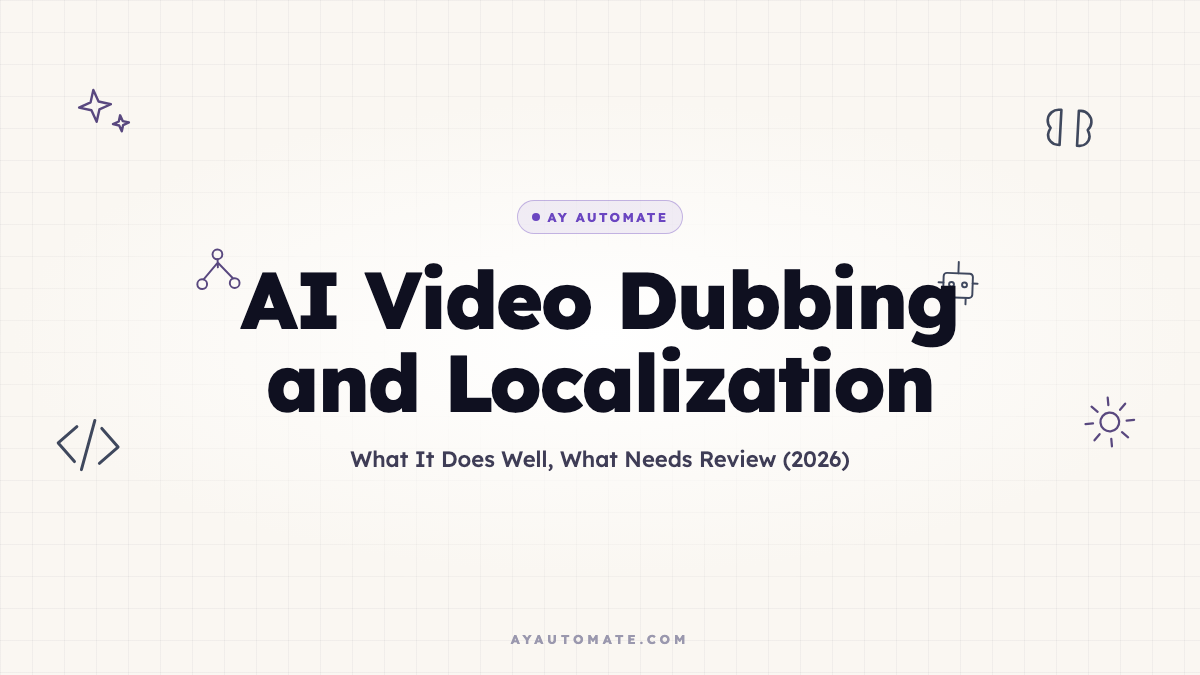 AY AUTOMATE
AI Video Dubbing
and Localization
What It Does Well, What Needs Review (2026)
AYAUTOMATE.COM